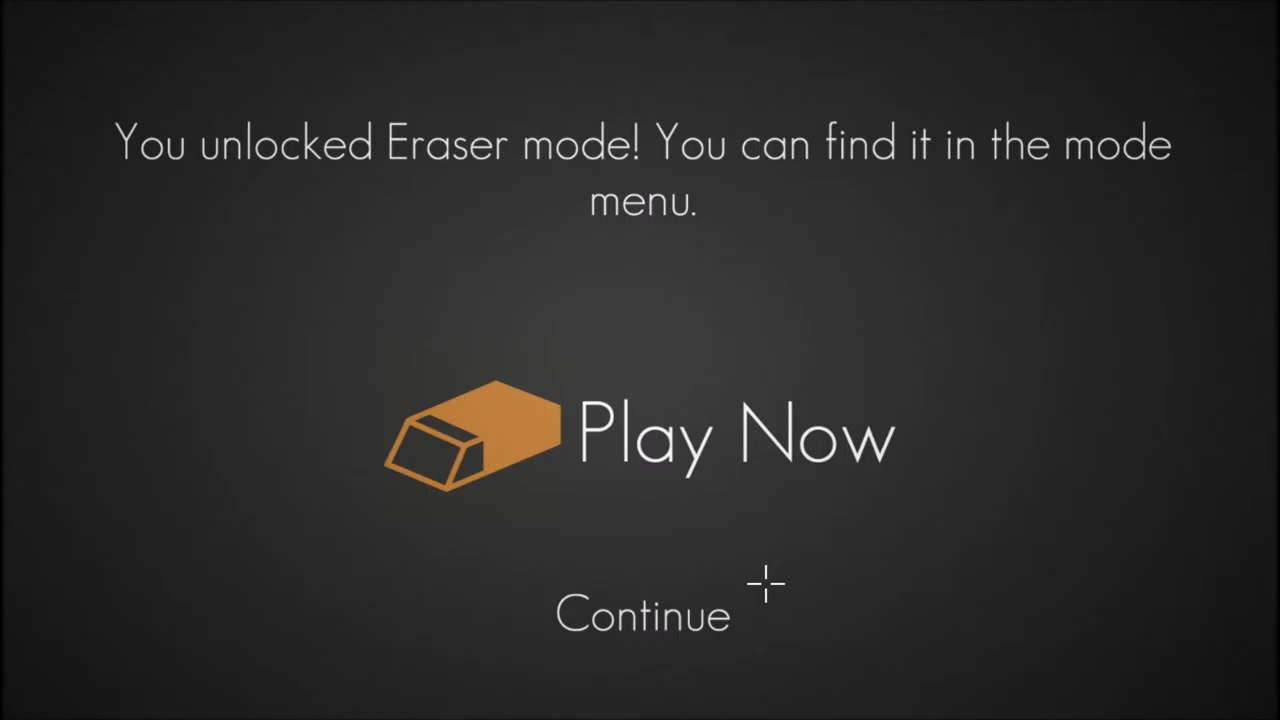 You unlocked Eraser mode! You can find it in the mode
menu.
Play Now
Continue